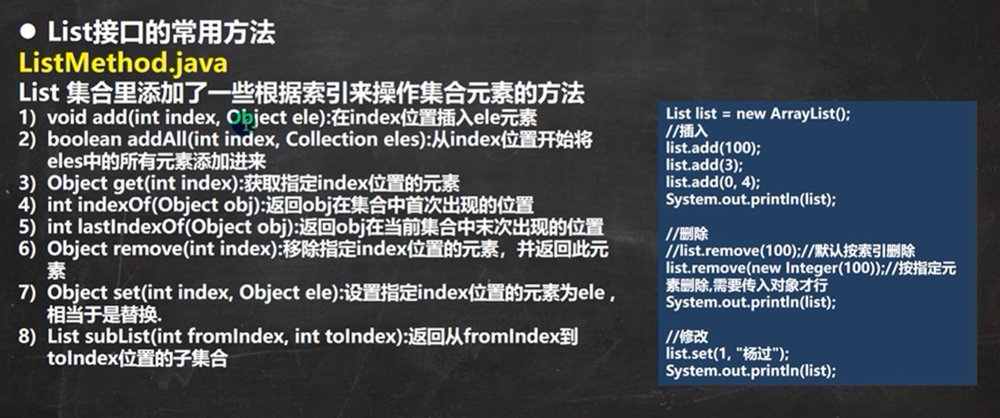 ● List接口的常用方法
ListMethod.java
List 集合里添加了一些根据索引来操作集合元素的方法
1) void add(int index, Object ele):在index位置插入ele元素
2) boolean addAll(int index, Collection eles):从index位置开始将
eles中的所有元素添加进来
3) Object get(int index):获取指定index位置的元素
4) int indexOf(Object obj):返回obj在集合中首次出现的位置
5) int lastIndexOf(Object obj):返回obj在当前集合中末次出现的位置
6) Object remove(int index):移除指定index位置的元素，并返回此元
素
7) Object set(int index, Object ele):设置指定index位置的元素为ele ,
相当于是替换.
8) List subList(int fromIndex, int toIndex):返回从fromIndex到
toIndex位置的子集合
List list = new ArrayList();
//插入
list.add(100);
list.add(3);
list.add(0, 4);
System.out.println(list);
//删除
//list.remove(100);//默认按索引删除
list.remove(new Integer(100));//按指定元
素删除,需要传入对象才行
System.out.println(list);
//修改
list.set(1, "杨过");
System.out.println(list);